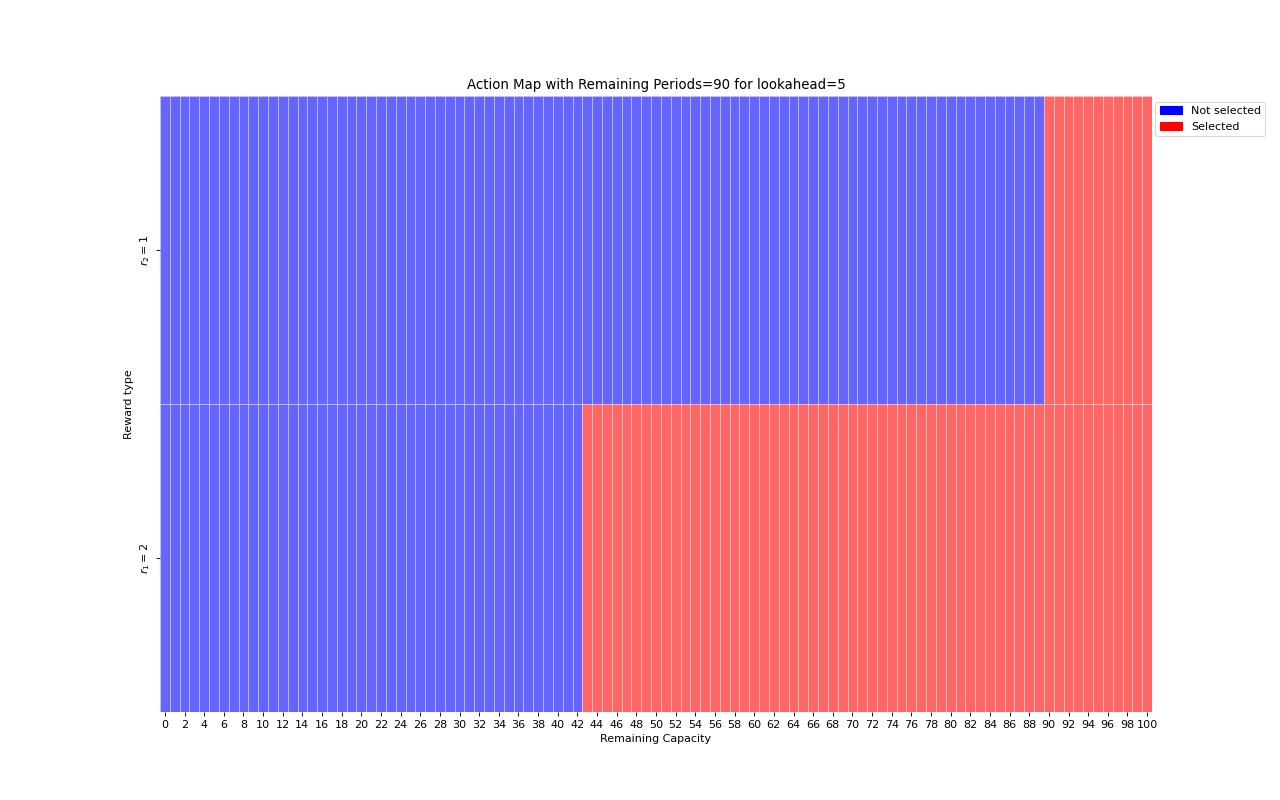 Action Map with Remaining Periods=90 for lookahead=5
Not selected
Selected
r₂ = 1
Reward type
r₁ = 2
0 2 4 6 8 10 12 14 16 18 20 22 24 26 28 30 32 34 36 38 40 42 44 46 48 50 52 54 56 58 60 62 64 66 68 70 72 74 76 78 80 82 84 86 88 90 92 94 96 98 100
Remaining Capacity